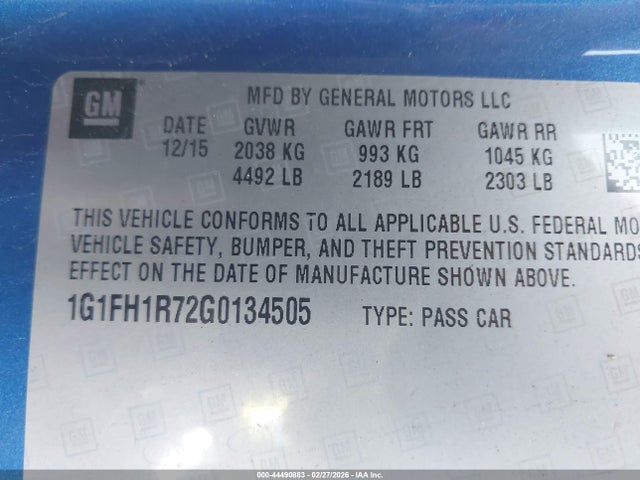 GM
MFD BY GENERAL MOTORS LLC
DATE GVWR GAWR FRT GAWR RR
12/15 2038 KG 993 KG 1045 KG
4492 LB 2189 LB 2303 LB
THIS VEHICLE CONFORMS TO ALL APPLICABLE U.S. FEDERAL MO
VEHICLE SAFETY, BUMPER, AND THEFT PREVENTION STANDARDS
EFFECT ON THE DATE OF MANUFACTURE SHOWN ABOVE.
1G1FH1R72G0134505 TYPE: PASS CAR
000-44490883 - 02/27/2026 - IAA Inc.